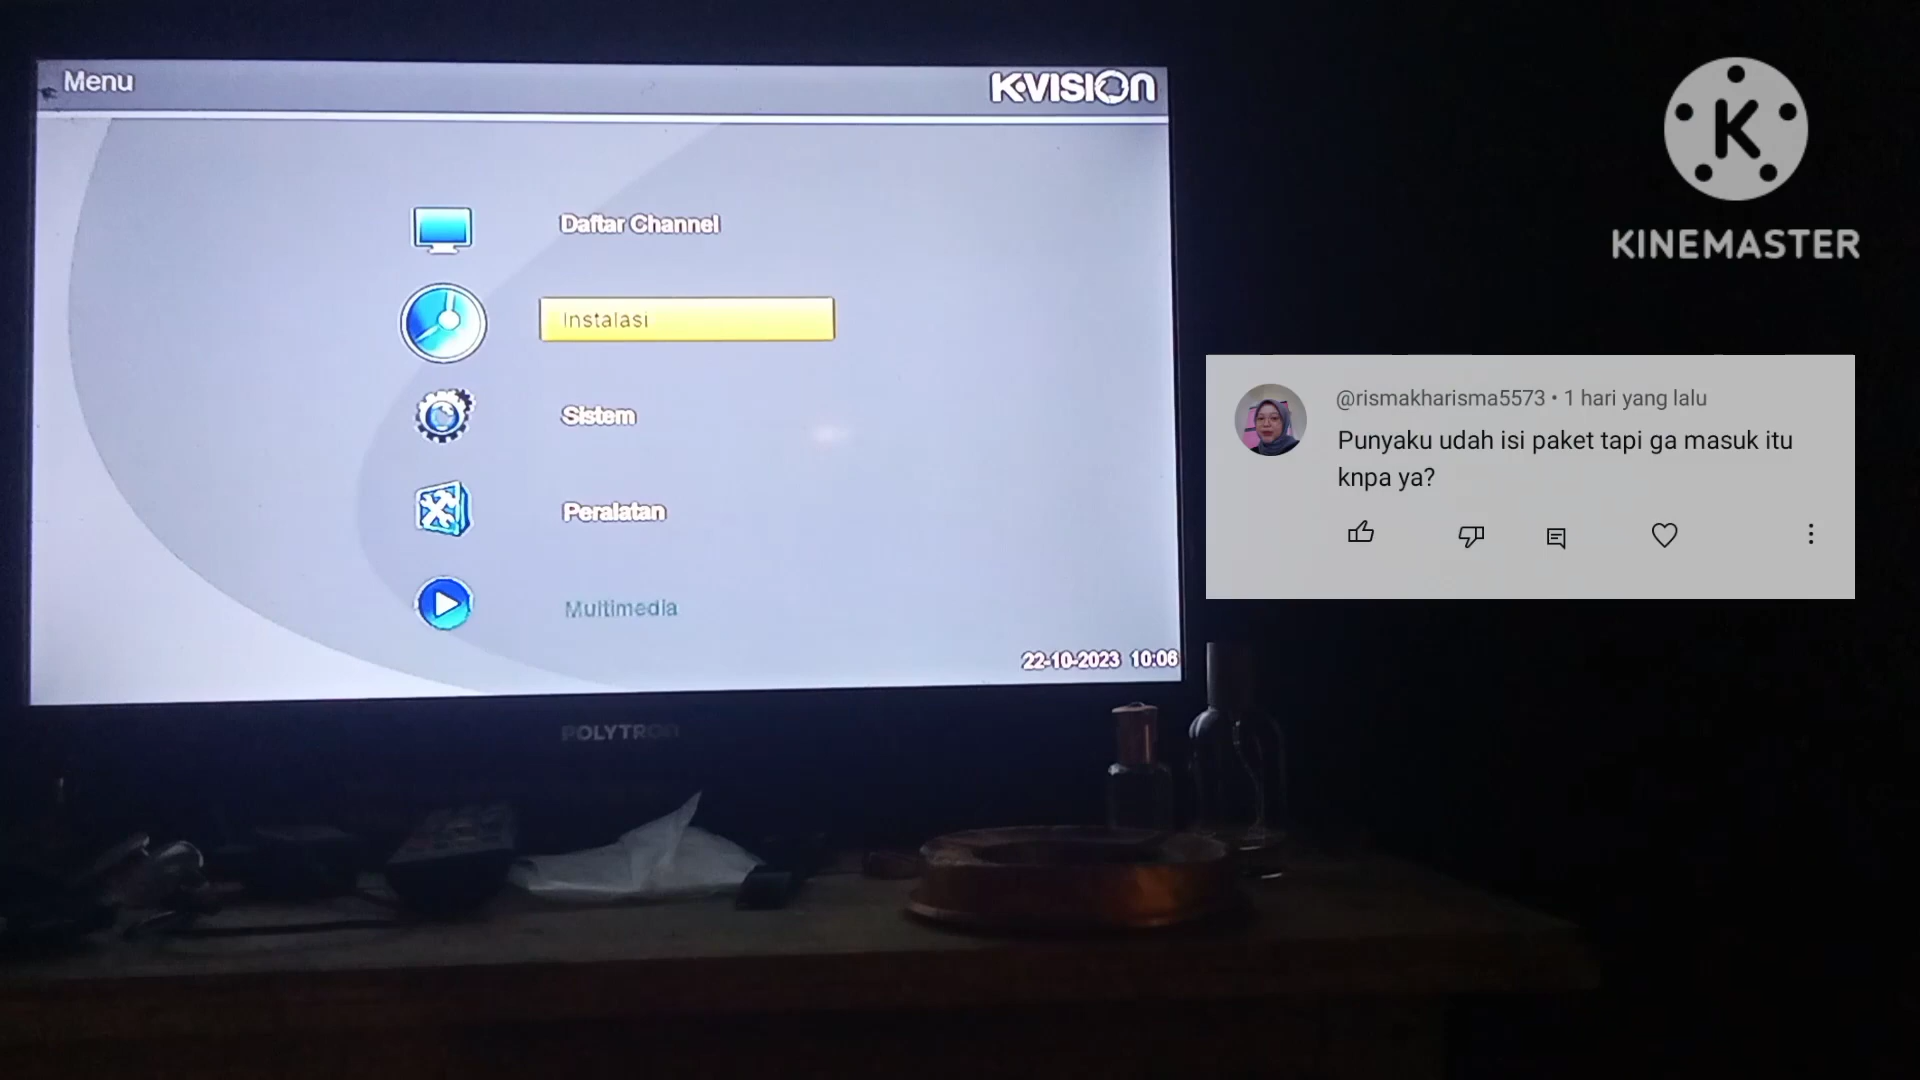 Menu
K-VISION
Daftar Channel
Instalasi
Sistem
Peralatan
Multimedia
22-10-2023 10:06
POLYTRON
K
KINEMASTER
@rismakharisma5573 • 1 hari yang lalu
Punyaku udah isi paket tapi ga masuk itu
knpa ya?